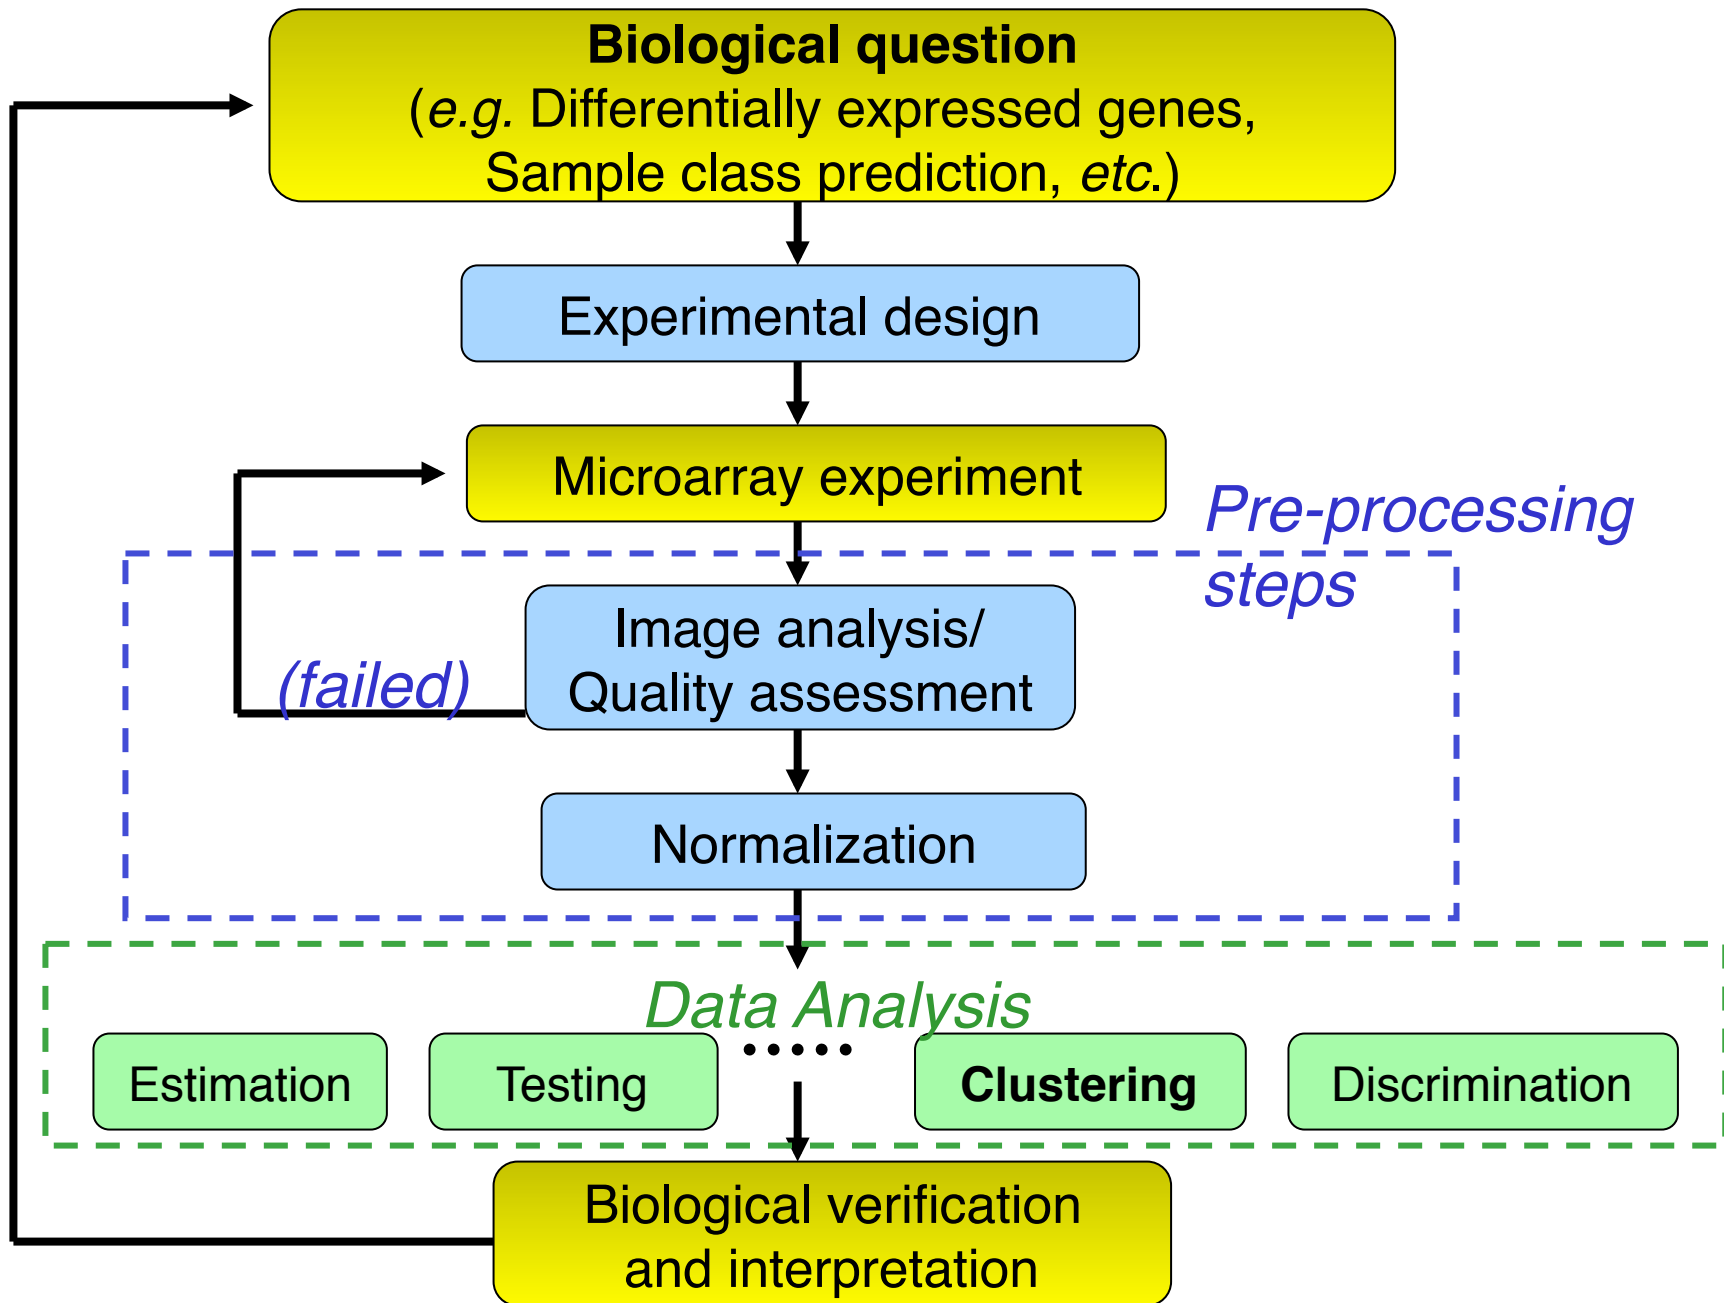 Biological question
(e.g. Differentially expressed genes,
Sample class prediction, etc.)
Experimental design
Microarray experiment
Pre-processing
steps
Image analysis/
Quality assessment
(failed)
Normalization
Data Analysis
Estimation
Testing
.....
Clustering
Discrimination
Biological verification
and interpretation